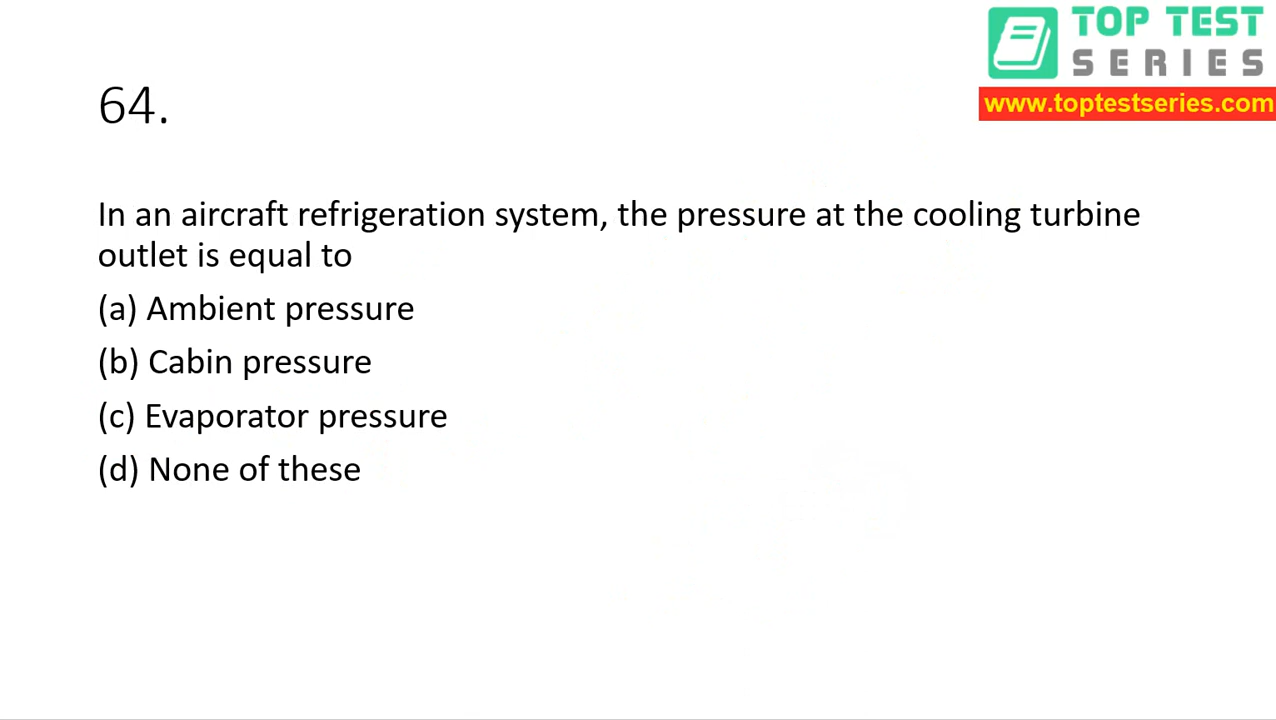 TOP TEST
SERIES
www.toptestseries.com
64.
In an aircraft refrigeration system, the pressure at the cooling turbine
outlet is equal to
(a) Ambient pressure
(b) Cabin pressure
(c) Evaporator pressure
(d) None of these